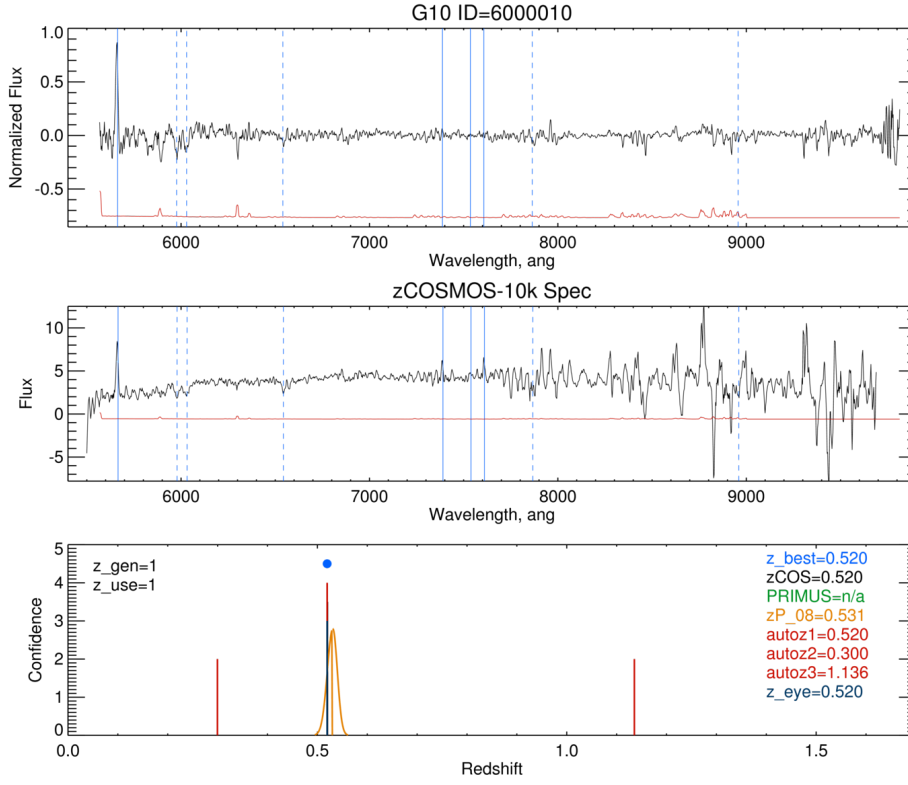 G10 ID=6000010
1.0
0.5
0.0
-0.5
Normalized Flux
6000 7000 8000 9000
Wavelength, ang
zCOSMOS-10k Spec
10
5
0
-5
Flux
6000 7000 8000 9000
Wavelength, ang
5
4
3
2
1
0
Confidence
z_gen=1
z_use=1
z_best=0.520
zCOS=0.520
PRIMUS=n/a
zP_08=0.531
autoz1=0.520
autoz2=0.300
autoz3=1.136
z_eye=0.520
0.0 0.5 1.0 1.5
Redshift